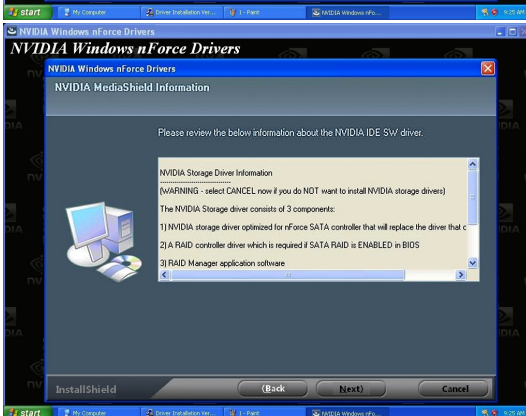 start My Computer Driver Installation Ver... 1 - Paint NVIDIA Windows nFo... 9:25 AM
NVIDIA Windows nForce Drivers
NVIDIA Windows nForce Drivers
NVIDIA Windows nForce Drivers
NVIDIA MediaShield Information
Please review the below information about the NVIDIA IDE SW driver.
NVIDIA Storage Driver Information
(WARNING - select CANCEL now if you do NOT want to install NVIDIA storage drivers)
The NVIDIA Storage driver consists of 3 components:
1) NVIDIA storage driver optimized for nForce SATA controller that will replace the driver that c
2) A RAID controller driver which is required if SATA RAID is ENABLED in BIOS
3) RAID Manager application software
InstallShield
(Back Next) Cancel
start My Computer Driver Installation Ver... 1 - Paint NVIDIA Windows nFo... 9:25 AM